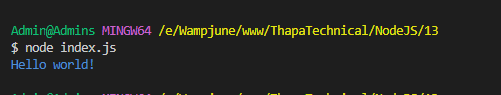 Admin@Admins MINGW64 /e/Wampjune/www/ThapaTechnical/NodeJS/13
$ node index.js
Hello world!